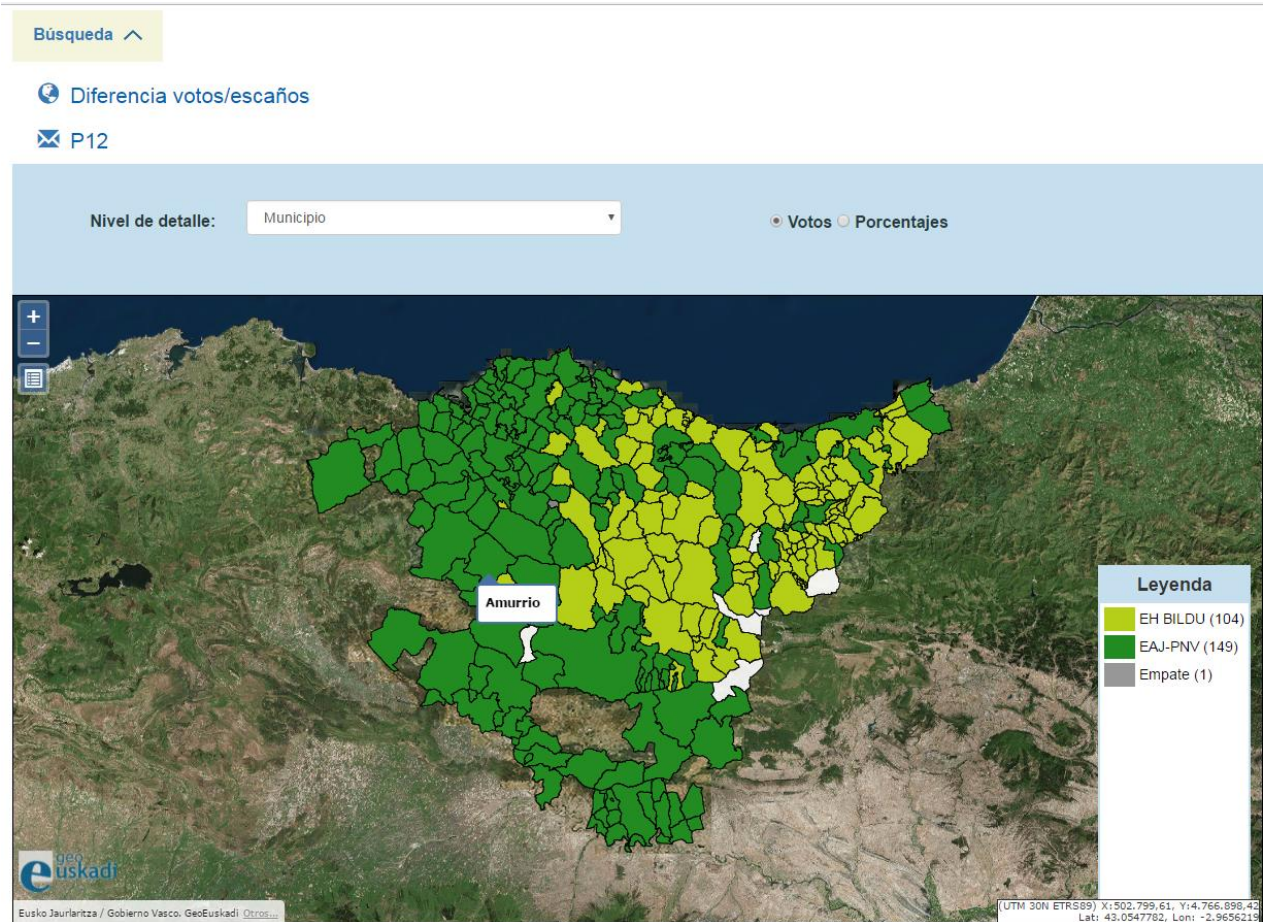 Búsqueda
Diferencia votos/escaños
P12
Nivel de detalle: Municipio Votos Porcentajes
+
−
Amurrio
Leyenda
EH BILDU (104)
EAJ-PNV (149)
Empate (1)
geo
euskadi
Eusko Jaurlaritza / Gobierno Vasco. GeoEuskadi Otros...
(UTM 30N ETRS89) X:502.799,61, Y:4.766.898,42
Lat: 43.0547782, Lon: -2.9656219